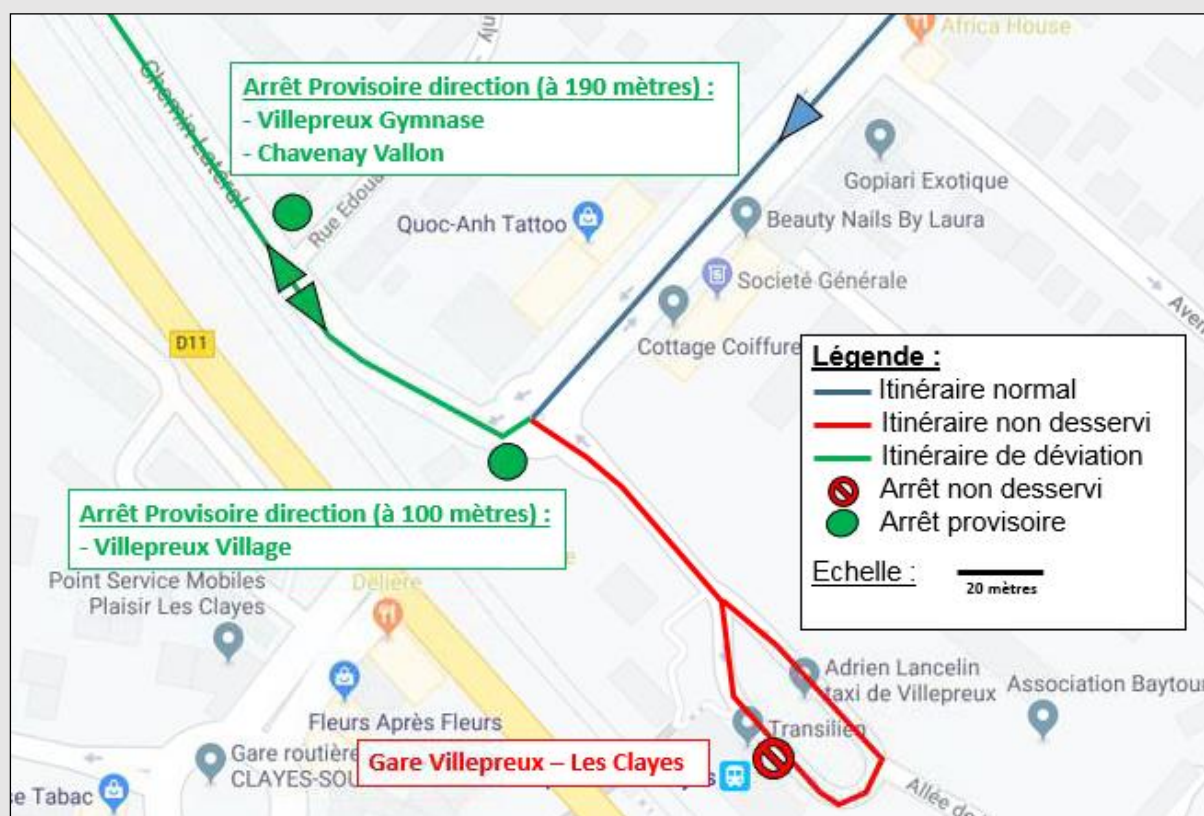 Africa House
Chemin Latéral
Arrêt Provisoire direction (à 190 mètres) :
- Villepreux Gymnase
- Chavenay Vallon
Gopiari Exotique
Rue
Quoc-Anh Tattoo
Beauty Nails By Laura
Societé Générale
D11
Cottage Coiffure
Légende :
Itinéraire normal
Itinéraire non desservi
Itinéraire de déviation
Arrêt non desservi
Arrêt provisoire
Echelle :
20 mètres
Arrêt Provisoire direction (à 100 mètres) :
- Villepreux Village
Point Service Mobiles
Plaisir Les Clayes
Délière
Adrien Lancelin
taxi de Villepreux
Association Baytour
Fleurs Après Fleurs
Transilien
Gare routière
Gare Villepreux – Les Clayes
Tabac
Allée de